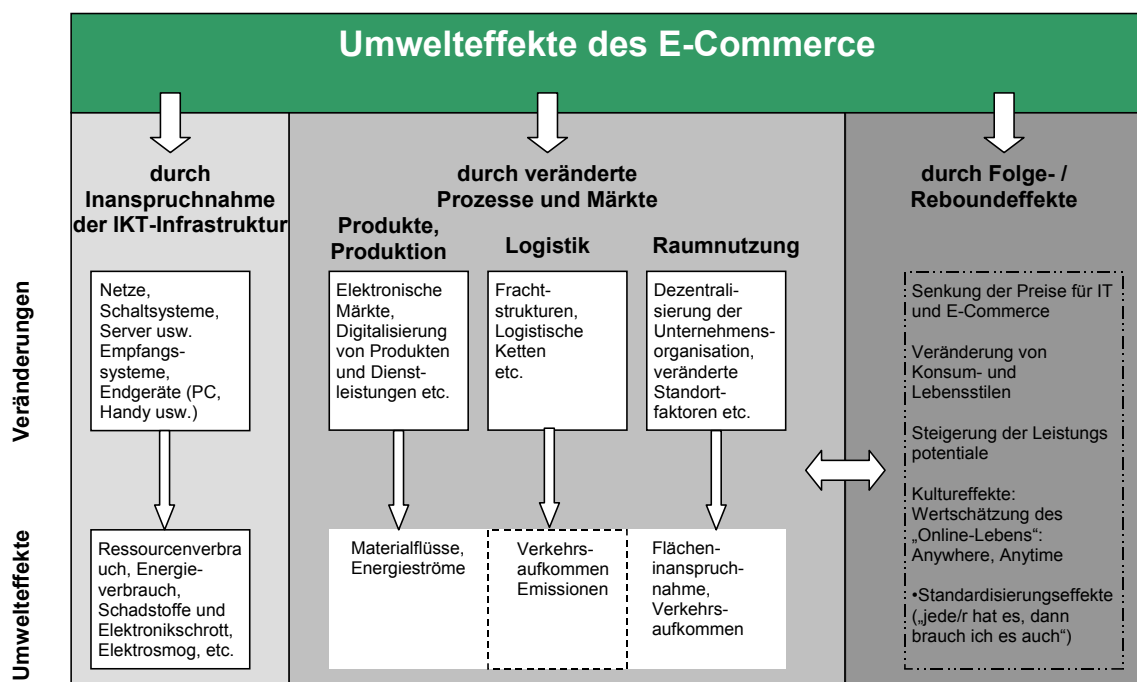 Umwelteffekte des E-Commerce
durch
Inanspruchnahme
der IKT-Infrastruktur
durch veränderte
Prozesse und Märkte
durch Folge- /
Reboundeffekte
Produkte,
Produktion
Logistik
Raumnutzung
Veränderungen
Netze,
Schaltsysteme,
Server usw.
Empfangs-
systeme,
Endgeräte (PC,
Handy usw.)
Elektronische
Märkte,
Digitalisierung
von Produkten
und Dienst-
leistungen etc.
Fracht-
strukturen,
Logistische
Ketten
etc.
Dezentrali-
sierung der
Unternehmens-
organisation,
veränderte
Standort-
faktoren etc.
Senkung der Preise für IT
und E-Commerce
Veränderung von
Konsum- und
Lebensstilen
Steigerung der Leistungs
potentiale
Kultureffekte:
Wertschätzung des
„Online-Lebens“:
Anywhere, Anytime
•Standardisierungseffekte
(„jede/r hat es, dann
brauch ich es auch“)
Umwelteffekte
Ressourcenverbra
uch, Energie-
verbrauch,
Schadstoffe und
Elektronikschrott,
Elektrosmog, etc.
Materialflüsse,
Energieströme
Verkehrs-
aufkommen
Emissionen
Flächen-
inanspruch-
nahme,
Verkehrs-
aufkommen